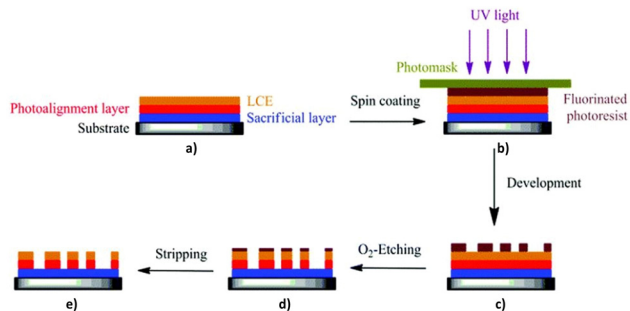 UV light
Photomask
LCE
Photoalignment layer
Sacrificial layer
Substrate
a)
Spin coating
Fluorinated
photoresist
b)
Development
Stripping
O₂-Etching
e)
d)
c)